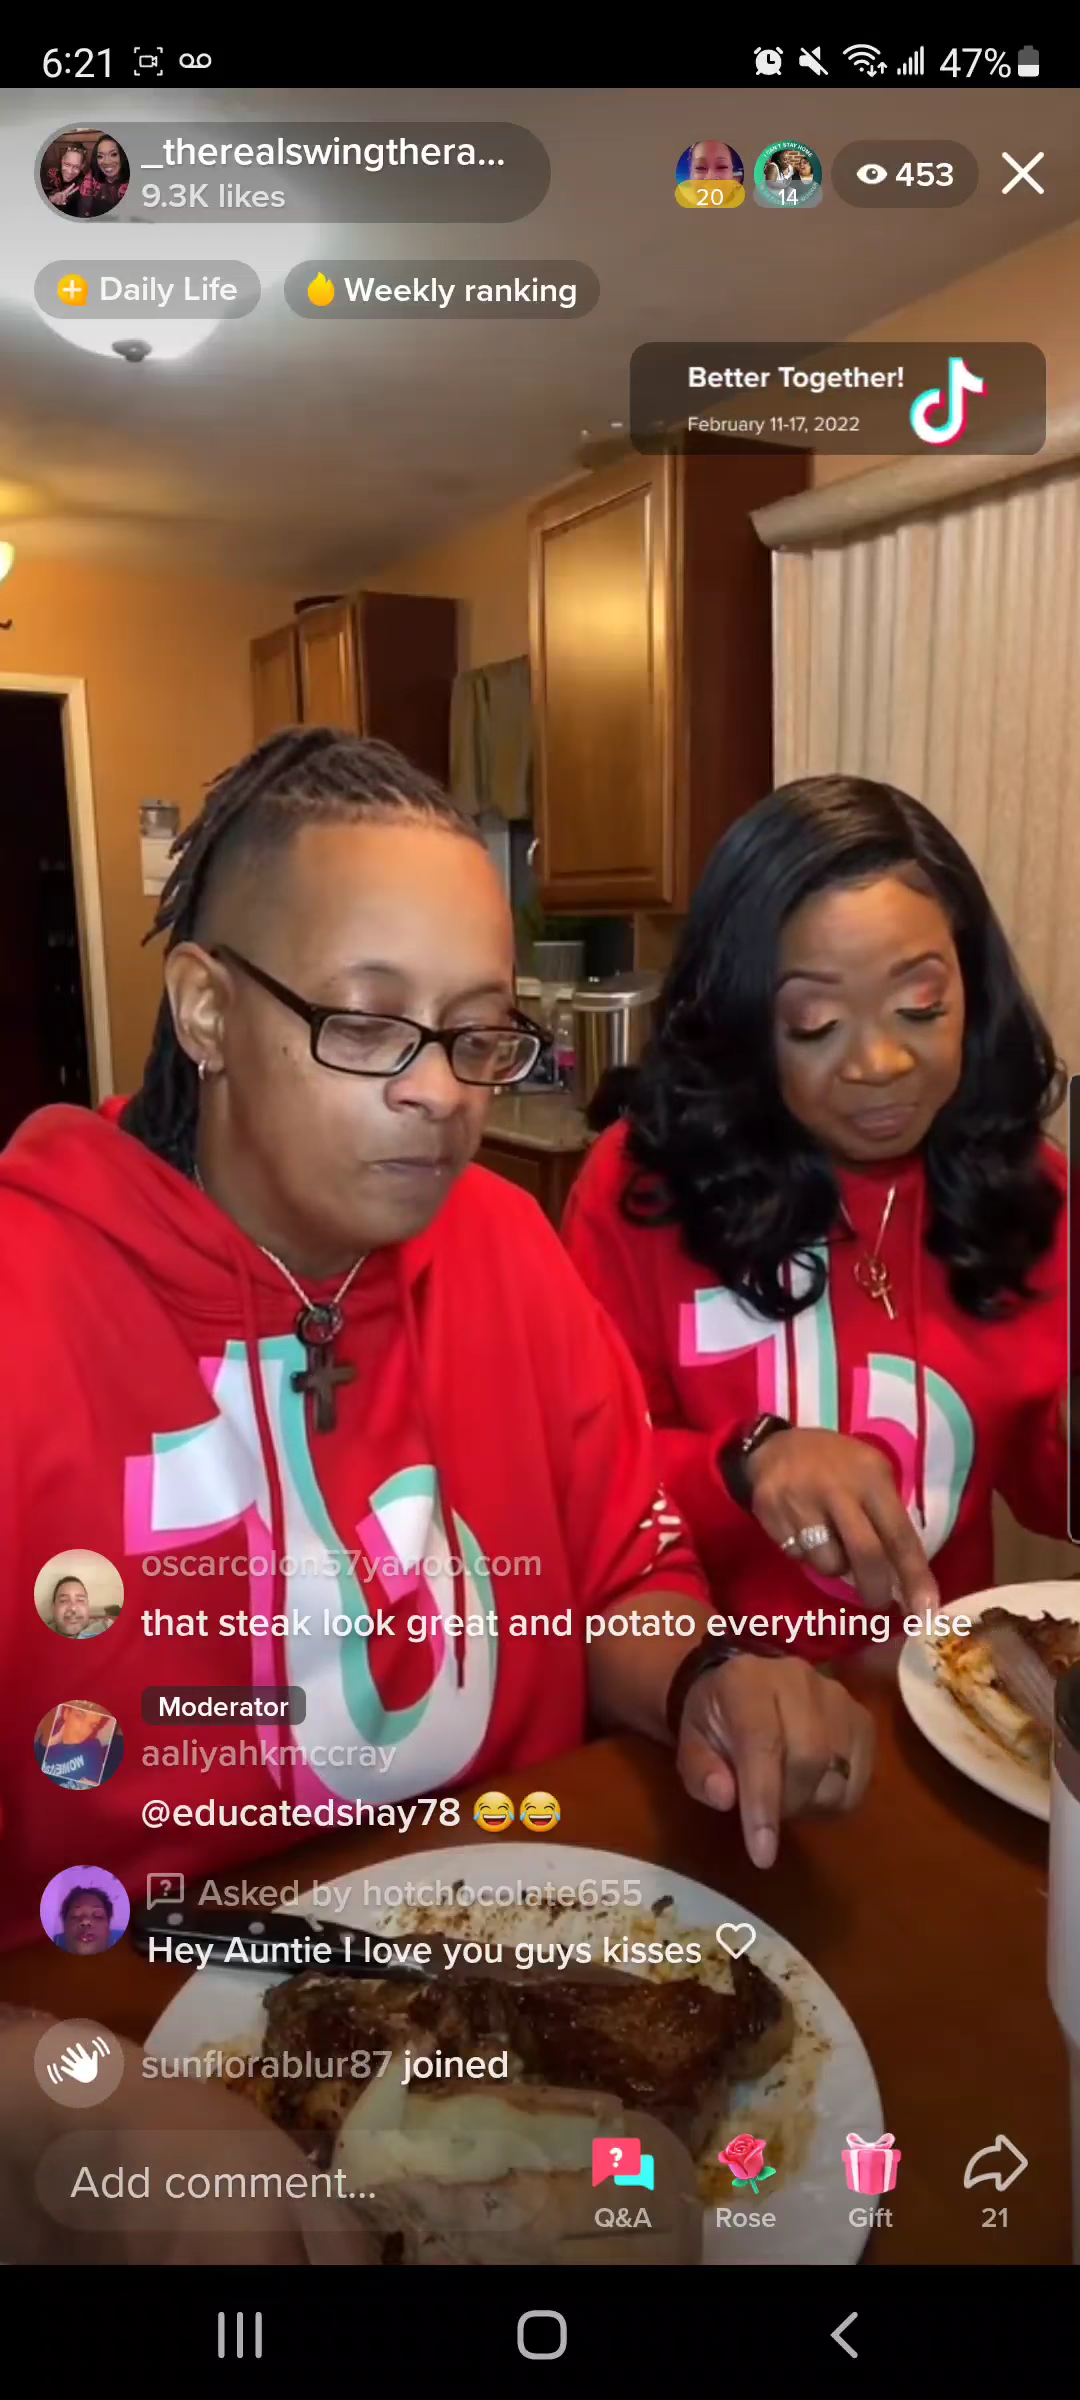 6:21
47%
_therealswingthera...
9.3K likes
20
14
453
Daily Life
Weekly ranking
Better Together!
February 11-17, 2022
oscarcolon57yahoo.com
that steak look great and potato everything else
Moderator
aaliyahkmccray
@educatedshay78 😂😂
Asked by hotchocolate655
Hey Auntie I love you guys kisses
sunflorablur87 joined
Add comment...
Q&A
Rose
Gift
21